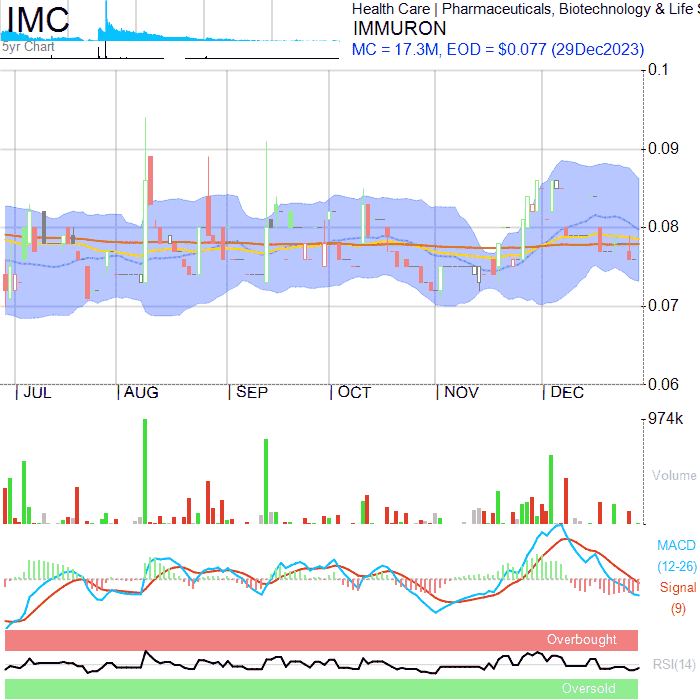 IMC
5yr Chart
Health Care | Pharmaceuticals, Biotechnology & Life S
IMMURON
MC = 17.3M, EOD = $0.077 (29Dec2023)
0.1
0.09
0.08
0.07
0.06
| JUL | AUG | SEP | OCT | NOV | DEC
974k
Volume
MACD
(12-26)
Signal
(9)
Overbought
RSI(14)
Oversold